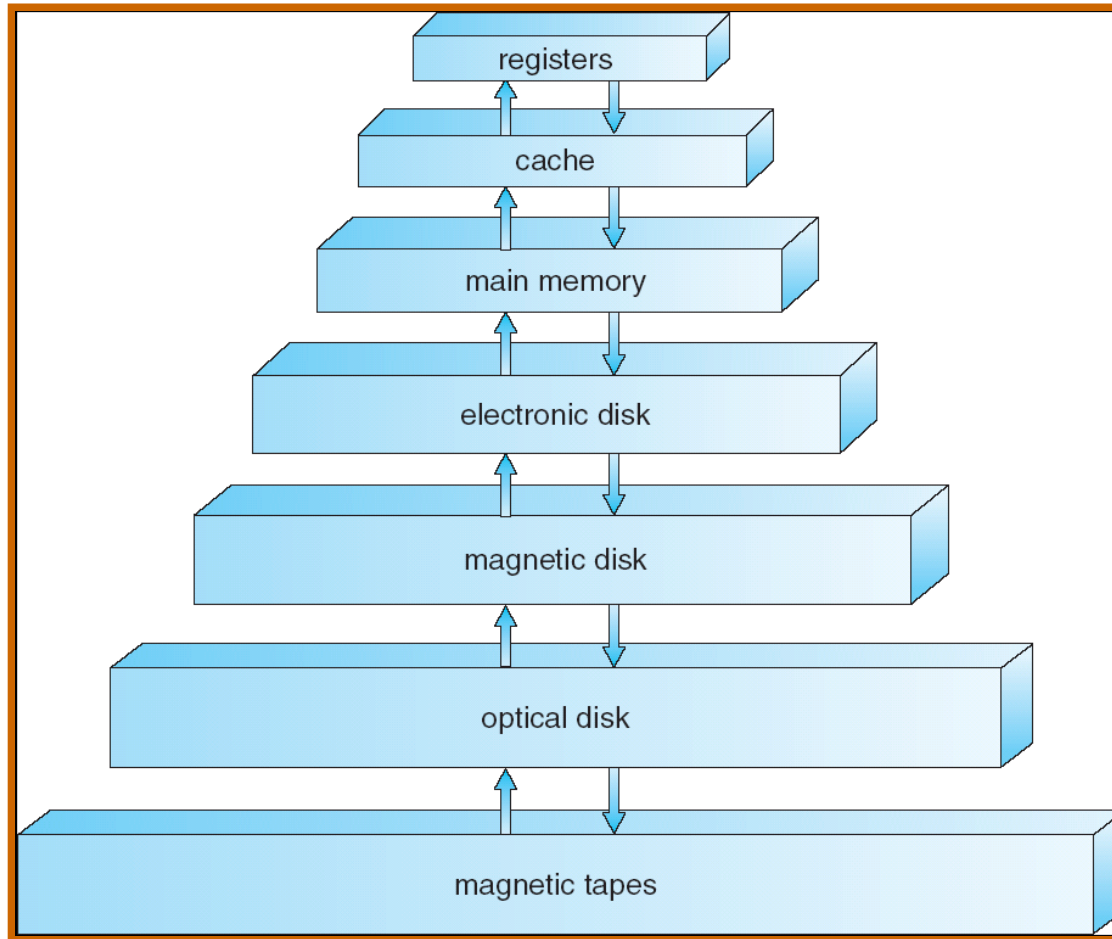 registers
cache
main memory
electronic disk
magnetic disk
optical disk
magnetic tapes